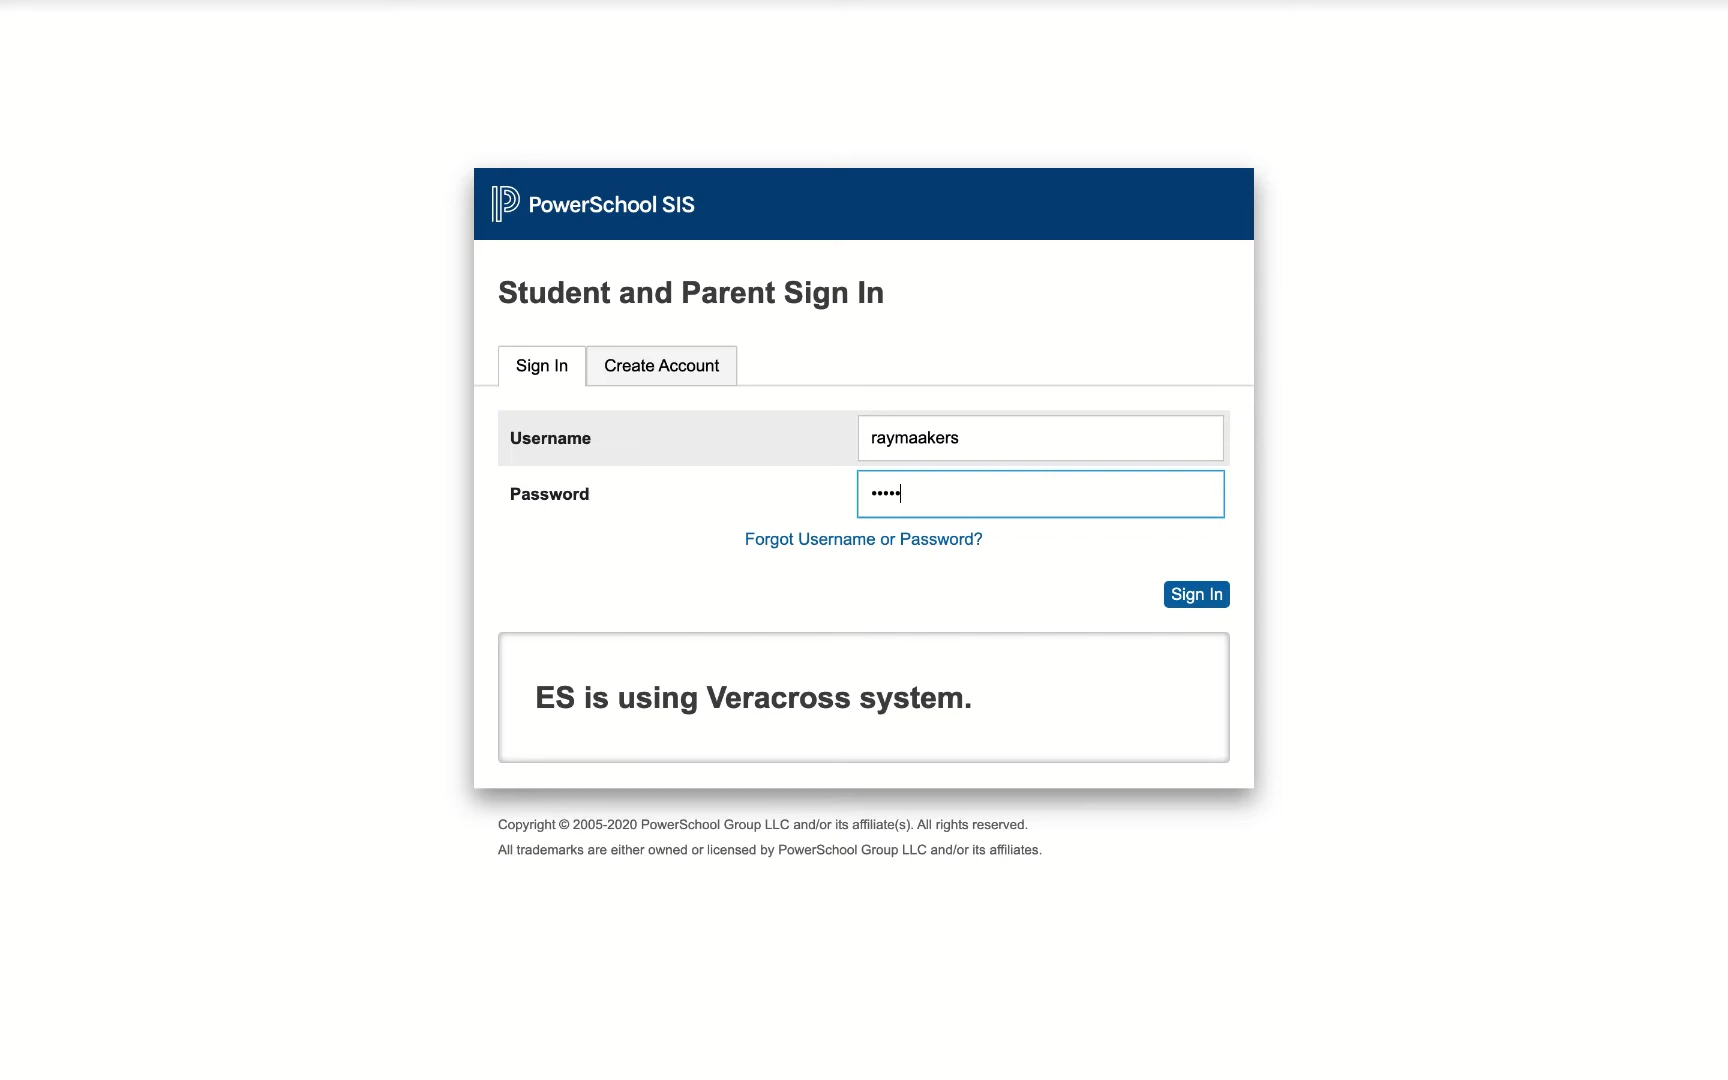 PowerSchool SIS
Student and Parent Sign In
Sign In
Create Account
Username
raymaakers
Password
•••••
Forgot Username or Password?
Sign In
ES is using Veracross system.
Copyright © 2005-2020 PowerSchool Group LLC and/or its affiliate(s). All rights reserved.
All trademarks are either owned or licensed by PowerSchool Group LLC and/or its affiliates.